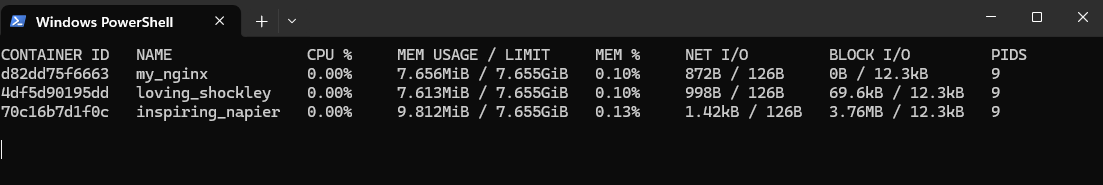 Windows PowerShell
CONTAINER ID NAME CPU % MEM USAGE / LIMIT MEM % NET I/O BLOCK I/O PIDS
d82dd75f6663 my_nginx 0.00% 7.656MiB / 7.655GiB 0.10% 872B / 126B 0B / 12.3kB 9
4df5d90195dd loving_shockley 0.00% 7.613MiB / 7.655GiB 0.10% 998B / 126B 69.6kB / 12.3kB 9
70c16b7d1f0c inspiring_napier 0.00% 9.812MiB / 7.655GiB 0.13% 1.42kB / 126B 3.76MB / 12.3kB 9